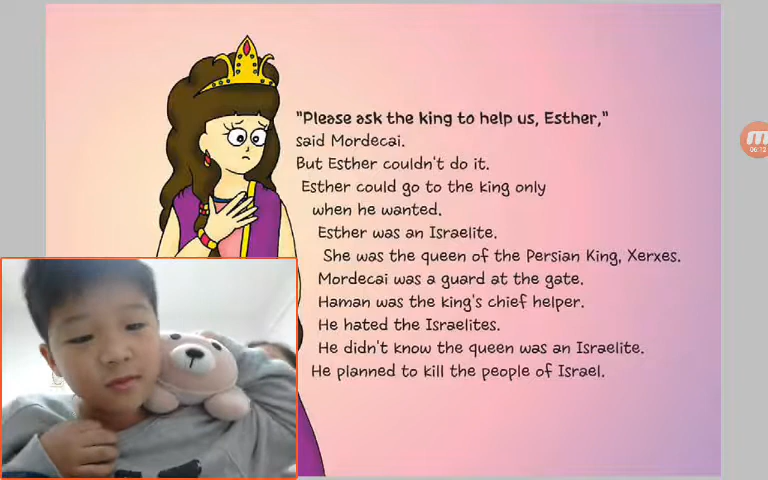 "Please ask the king to help us, Esther,"
said Mordecai.
But Esther couldn't do it.
Esther could go to the king only
when he wanted.
Esther was an Israelite.
She was the queen of the Persian King, Xerxes.
Mordecai was a guard at the gate.
Haman was the king's chief helper.
He hated the Israelites.
He didn't know the queen was an Israelite.
He planned to kill the people of Israel.